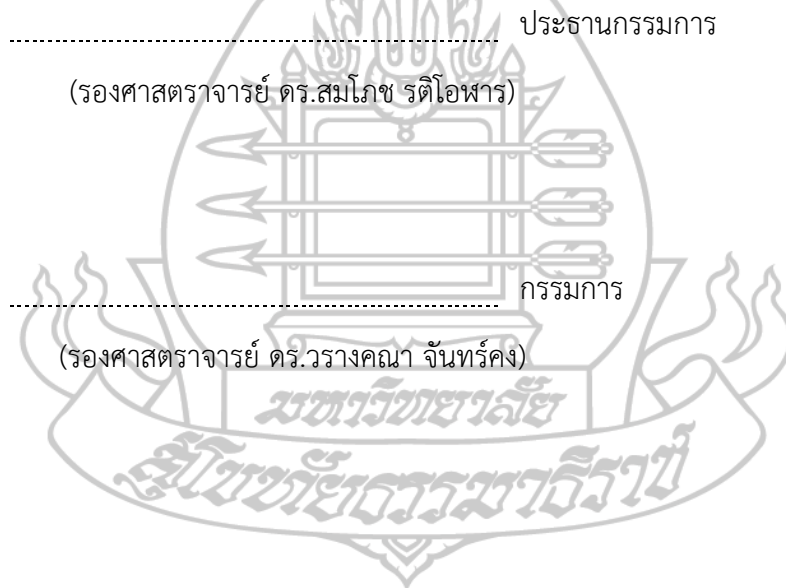 ประธานกรรมการ
(รองศาสตราจารย์ ดร.สมโภช รติโอฬาร)
กรรมการ
(รองศาสตราจารย์ ดร.วรางคณา จันทร์คง)
มหาวิทยาลัย
สุโขทัยธรรมาธิราช